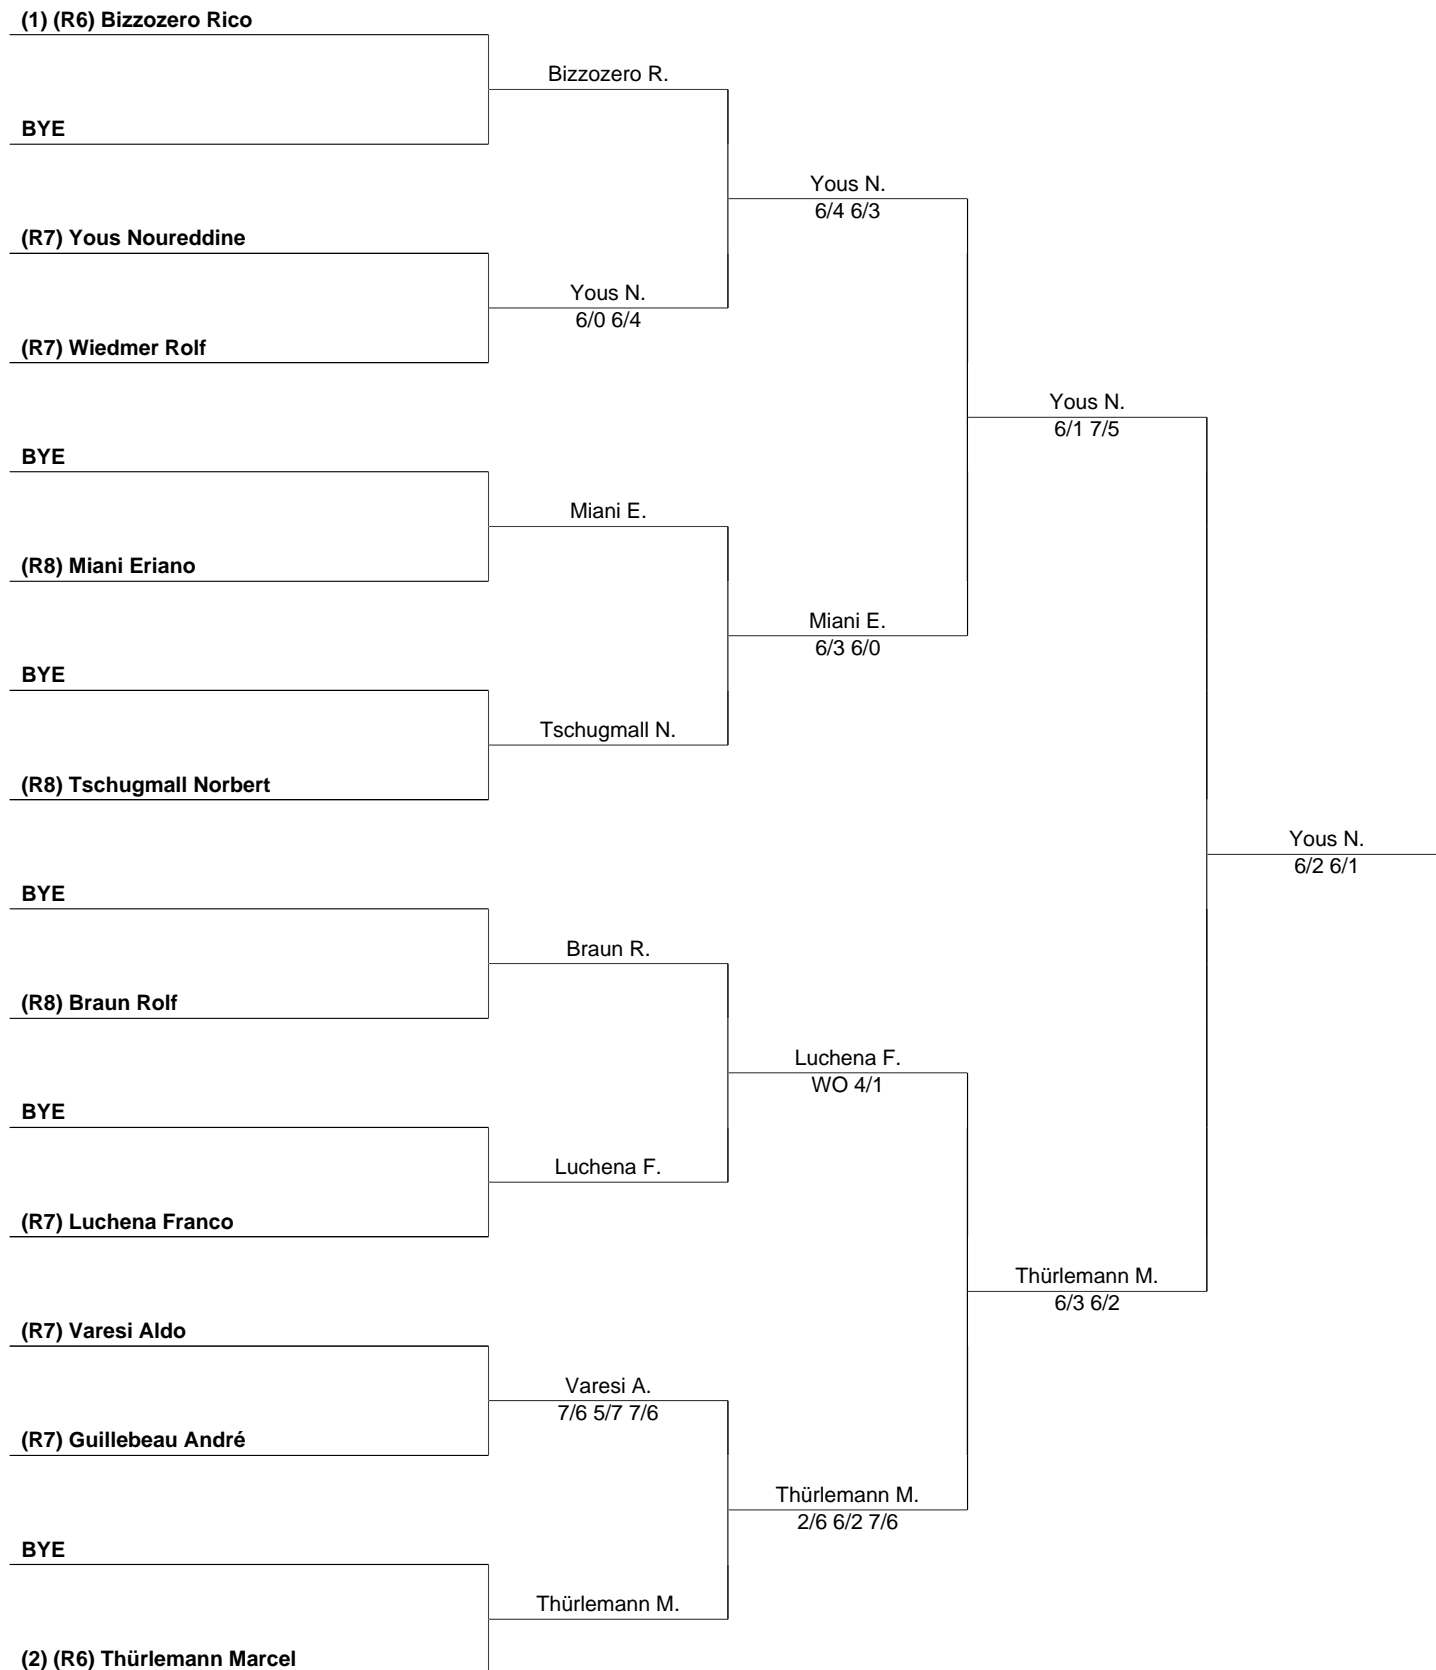 (1) (R6) Bizzozero Rico
Bizzozero R.
BYE
Yous N.
6/4 6/3
(R7) Yous Noureddine
Yous N.
6/0 6/4
(R7) Wiedmer Rolf
Yous N.
6/1 7/5
BYE
Miani E.
(R8) Miani Eriano
Miani E.
6/3 6/0
BYE
Tschugmall N.
(R8) Tschugmall Norbert
Yous N.
6/2 6/1
BYE
Braun R.
(R8) Braun Rolf
Luchena F.
WO 4/1
BYE
Luchena F.
(R7) Luchena Franco
Thürlemann M.
6/3 6/2
(R7) Varesi Aldo
Varesi A.
7/6 5/7 7/6
(R7) Guillebeau André
Thürlemann M.
2/6 6/2 7/6
BYE
Thürlemann M.
(2) (R6) Thürlemann Marcel